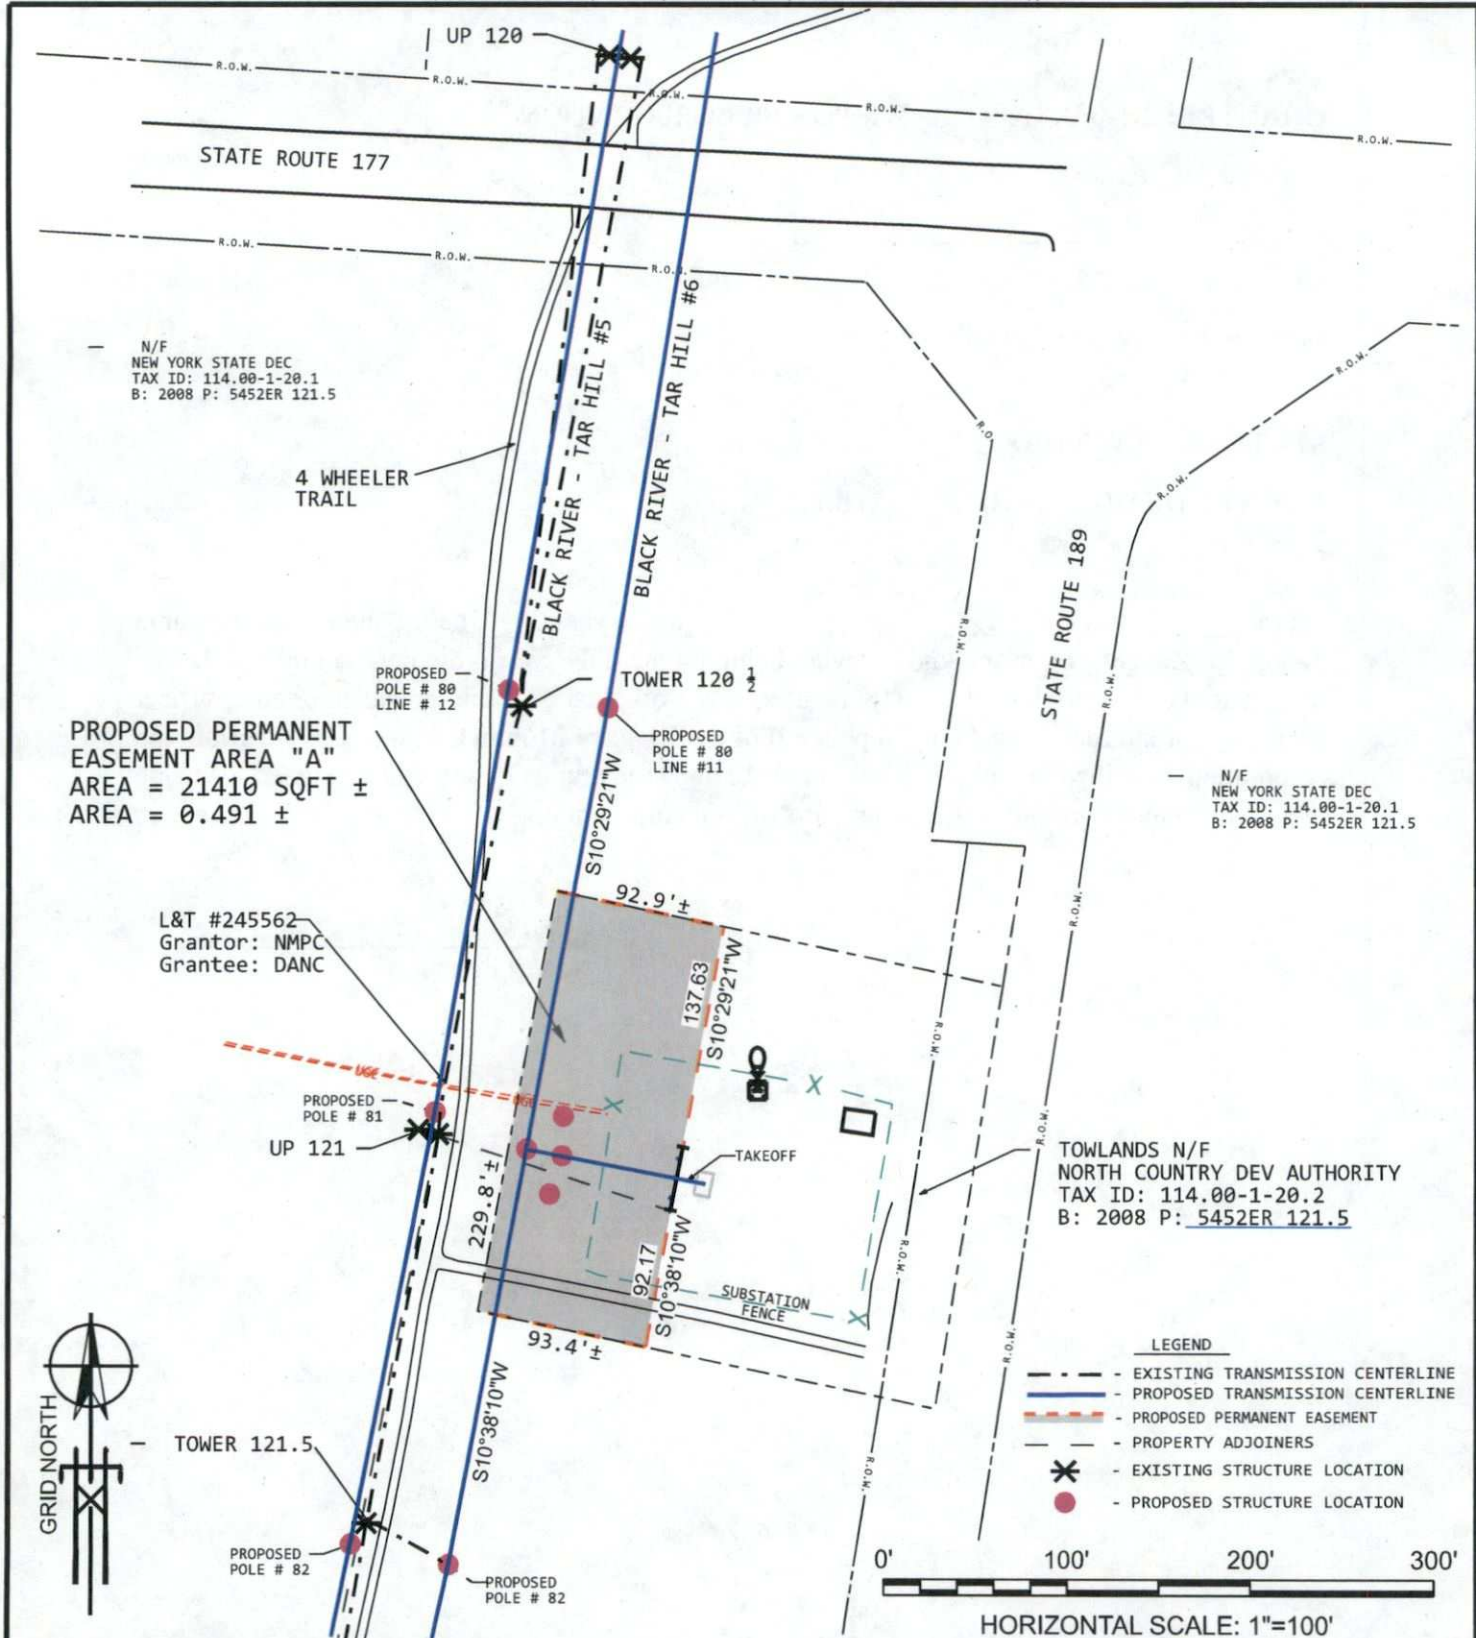 UP 120
R.O.W.
R.O.W.
R.O.W.
R.O.W.
R.O.W.
STATE ROUTE 177
R.O.W.
R.O.W.
R.O.W.
N/F
NEW YORK STATE DEC
TAX ID: 114.00-1-20.1
B: 2008 P: 5452ER 121.5
BLACK RIVER - TAR HILL #5
BLACK RIVER - TAR HILL #6
R.O.W.
R.O.
R.O.W.
4 WHEELER
TRAIL
STATE ROUTE 189
R.O.W.
R.O.W.
PROPOSED
POLE # 80
LINE # 12
TOWER 120 ½
PROPOSED
POLE # 80
LINE #11
PROPOSED PERMANENT
EASEMENT AREA "A"
AREA = 21410 SQFT ±
AREA = 0.491 ±
S10°29'21"W
N/F
NEW YORK STATE DEC
TAX ID: 114.00-1-20.1
B: 2008 P: 5452ER 121.5
92.9'±
R.O.W.
L&T #245562
Grantor: NMPC
Grantee: DANC
137.63
S10°29'21"W
R.O.W.
UGE
UGE
X
X
PROPOSED
POLE # 81
UP 121
R.O.W.
TAKEOFF
TOWLANDS N/F
NORTH COUNTRY DEV AUTHORITY
TAX ID: 114.00-1-20.2
B: 2008 P: 5452ER 121.5
229.8'±
R.O.W.
92.17
S10°38'10"W
SUBSTATION
FENCE
X
93.4'±
R.O.W.
S10°38'10"W
GRID NORTH
TOWER 121.5
R.O.W.
PROPOSED
POLE # 82
PROPOSED
POLE # 82
LEGEND
- EXISTING TRANSMISSION CENTERLINE
- PROPOSED TRANSMISSION CENTERLINE
- PROPOSED PERMANENT EASEMENT
- PROPERTY ADJOINERS
- EXISTING STRUCTURE LOCATION
- PROPOSED STRUCTURE LOCATION
0' 100' 200' 300'
HORIZONTAL SCALE: 1"=100'